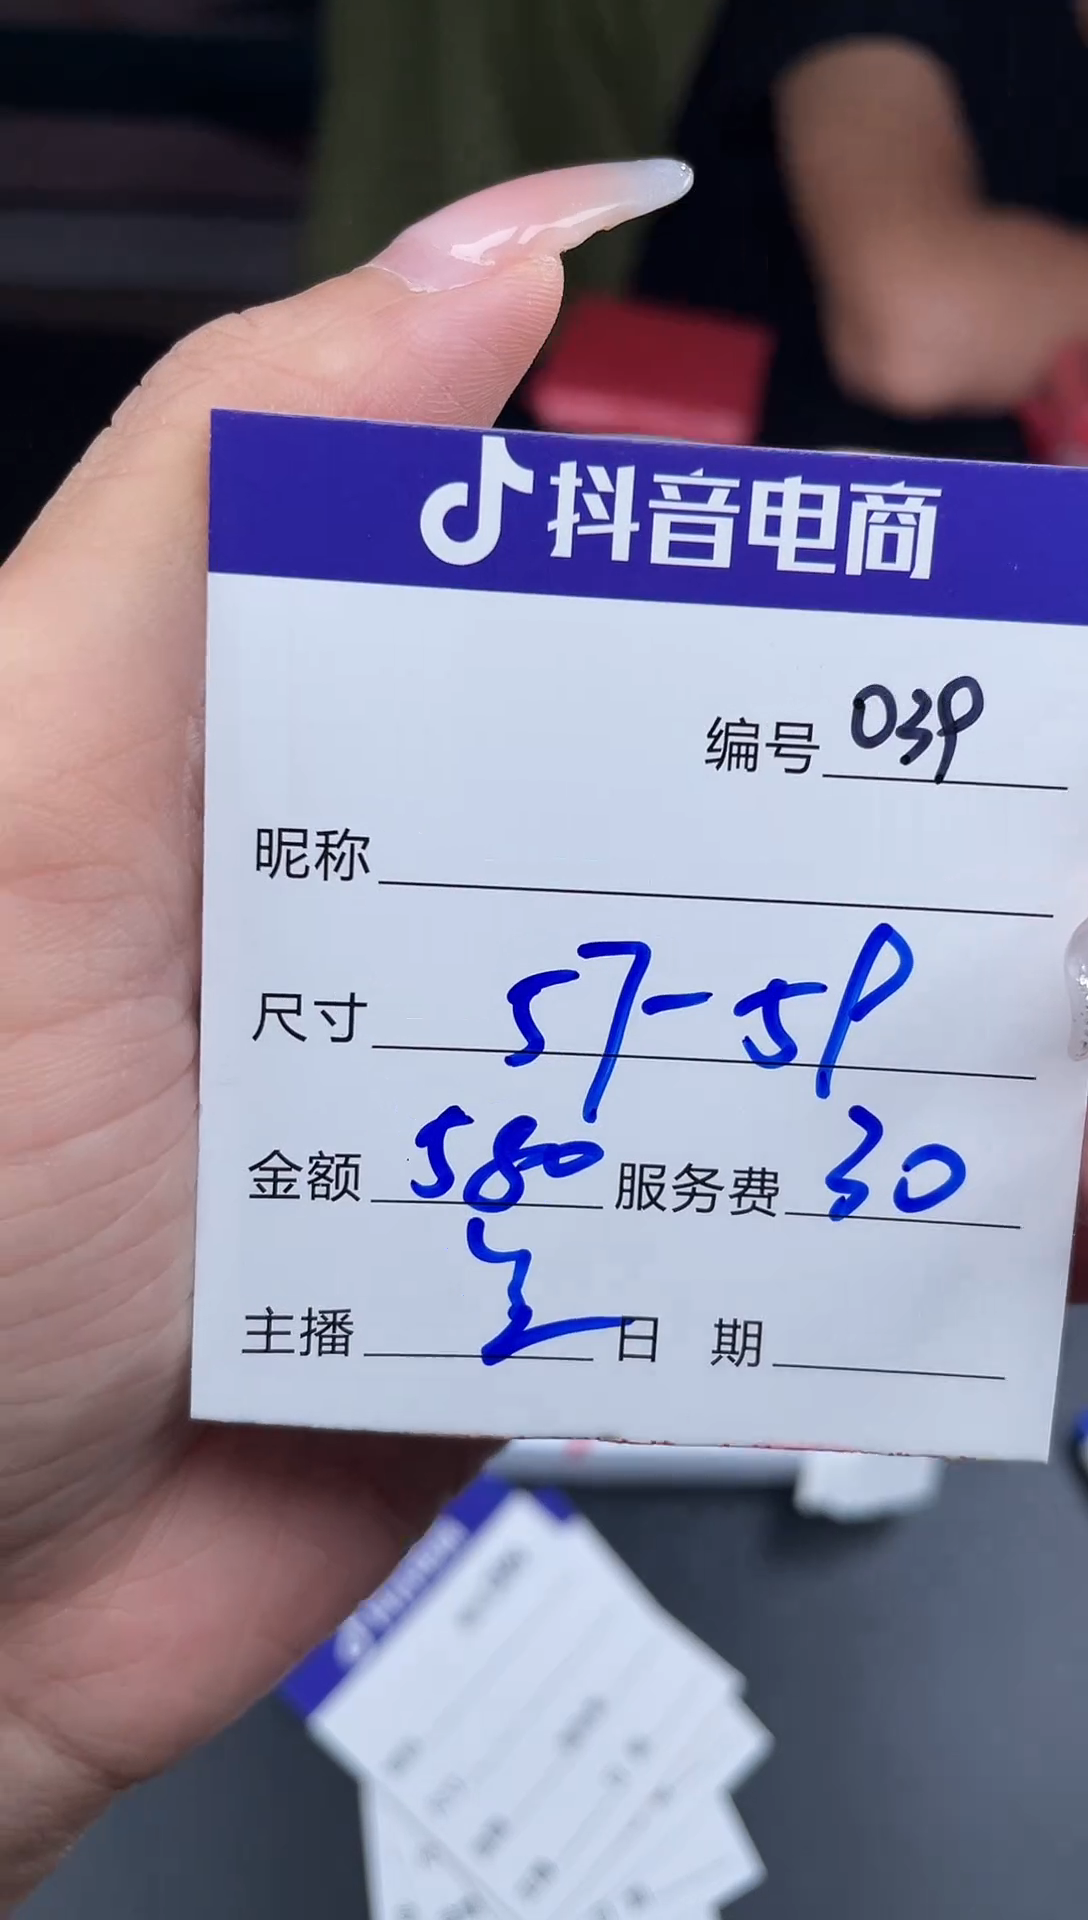 抖音电商
编号 039
昵称
尺寸 57-59
金额 580 服务费 30
主播 日 期